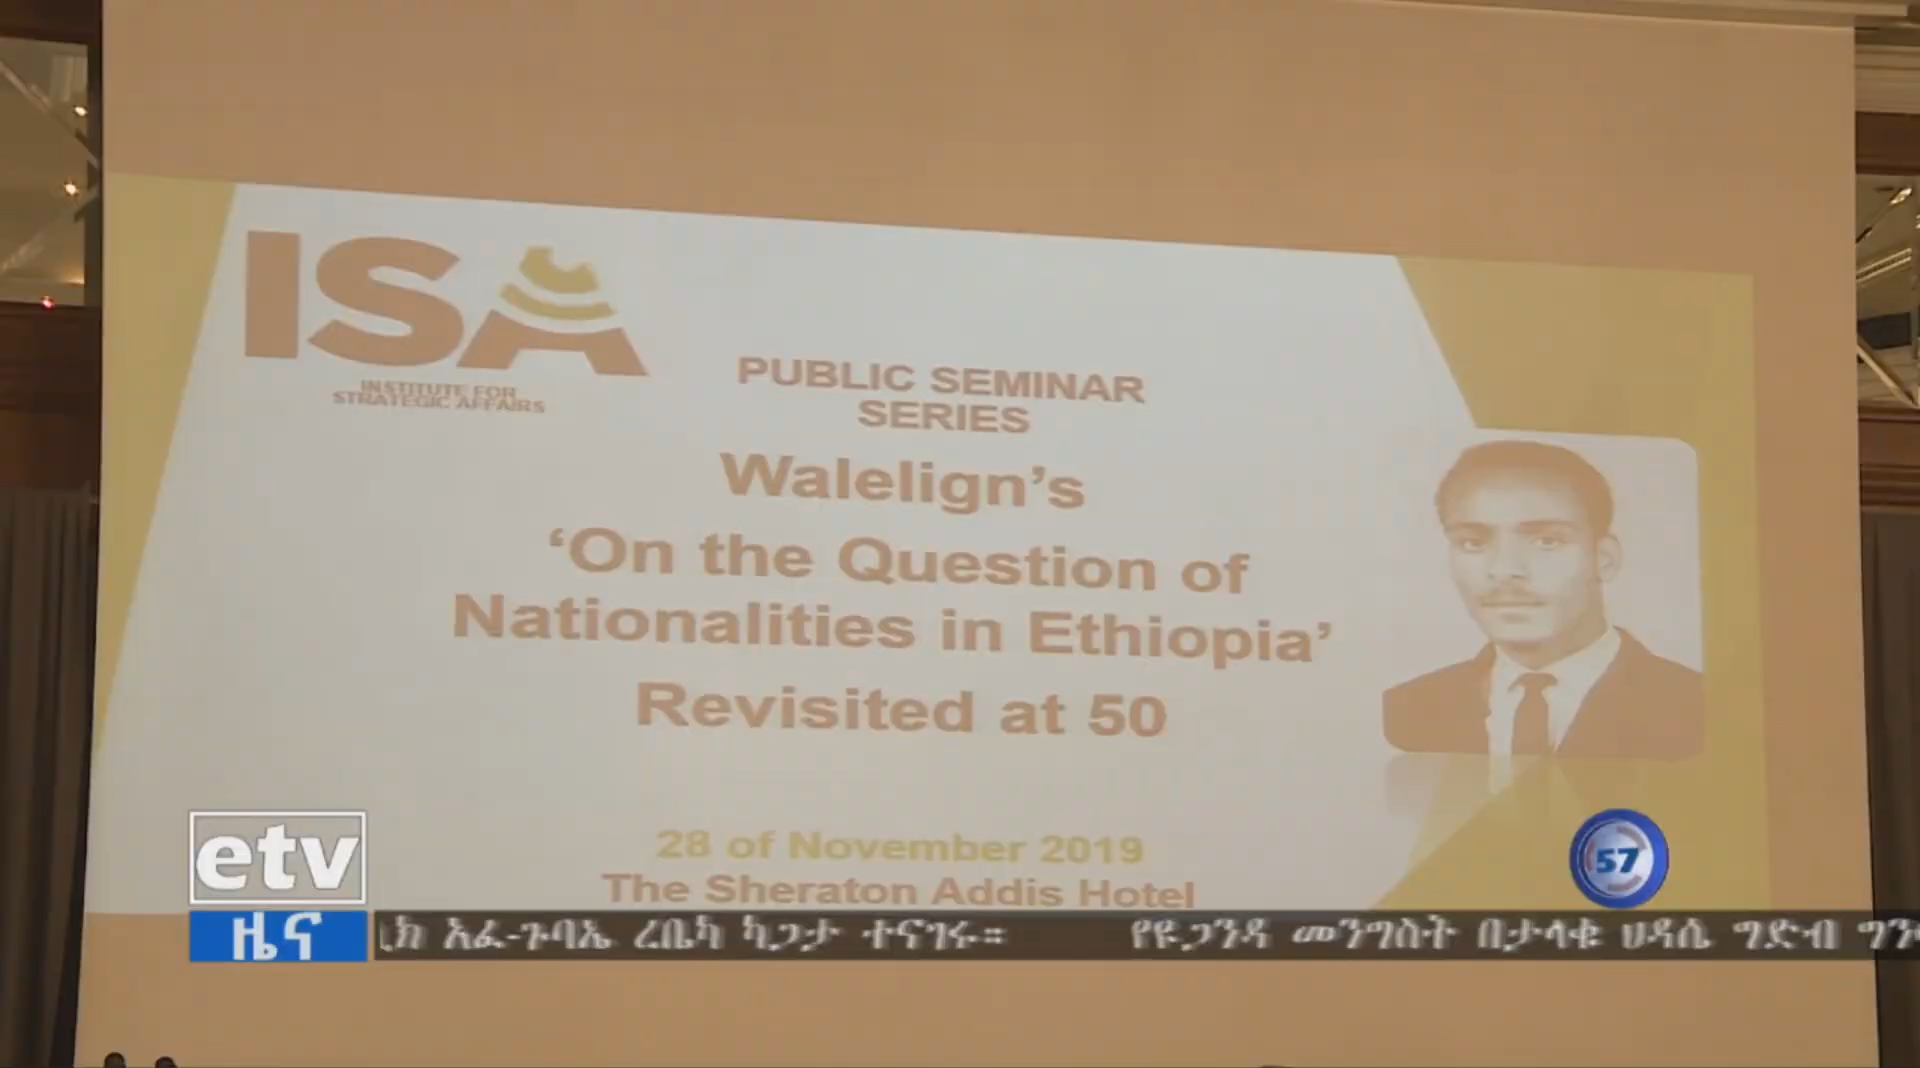 ISA
INSTITUTE FOR
STRATEGIC AFFAIRS
PUBLIC SEMINAR
SERIES
Walelign's
‘On the Question of
Nationalities in Ethiopia’
Revisited at 50
28 of November 2019
The Sheraton Addis Hotel
etv
57
ዜና
አፈ-ጉባኤ ረቤካ ካጋታ ተናገሩ። የዩጋንዳ መንግስት በታላቁ ህዳሴ ግድብ